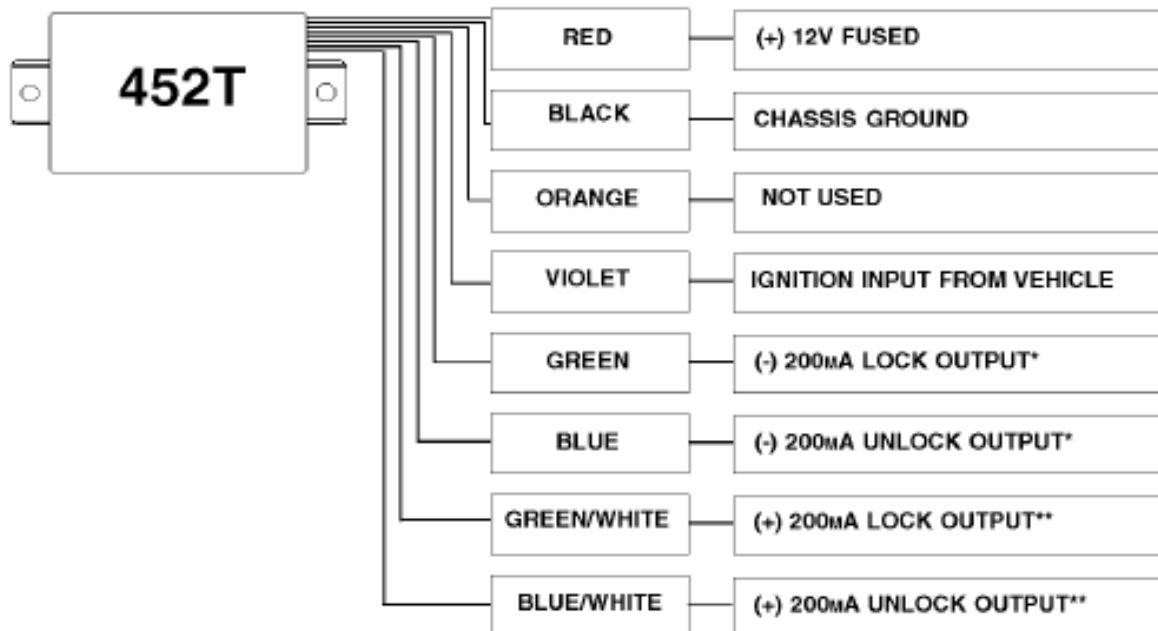 452T
RED (+) 12V FUSED
BLACK CHASSIS GROUND
ORANGE NOT USED
VIOLET IGNITION INPUT FROM VEHICLE
GREEN (-) 200MA LOCK OUTPUT*
BLUE (-) 200MA UNLOCK OUTPUT*
GREEN/WHITE (+) 200MA LOCK OUTPUT**
BLUE/WHITE (+) 200MA UNLOCK OUTPUT**